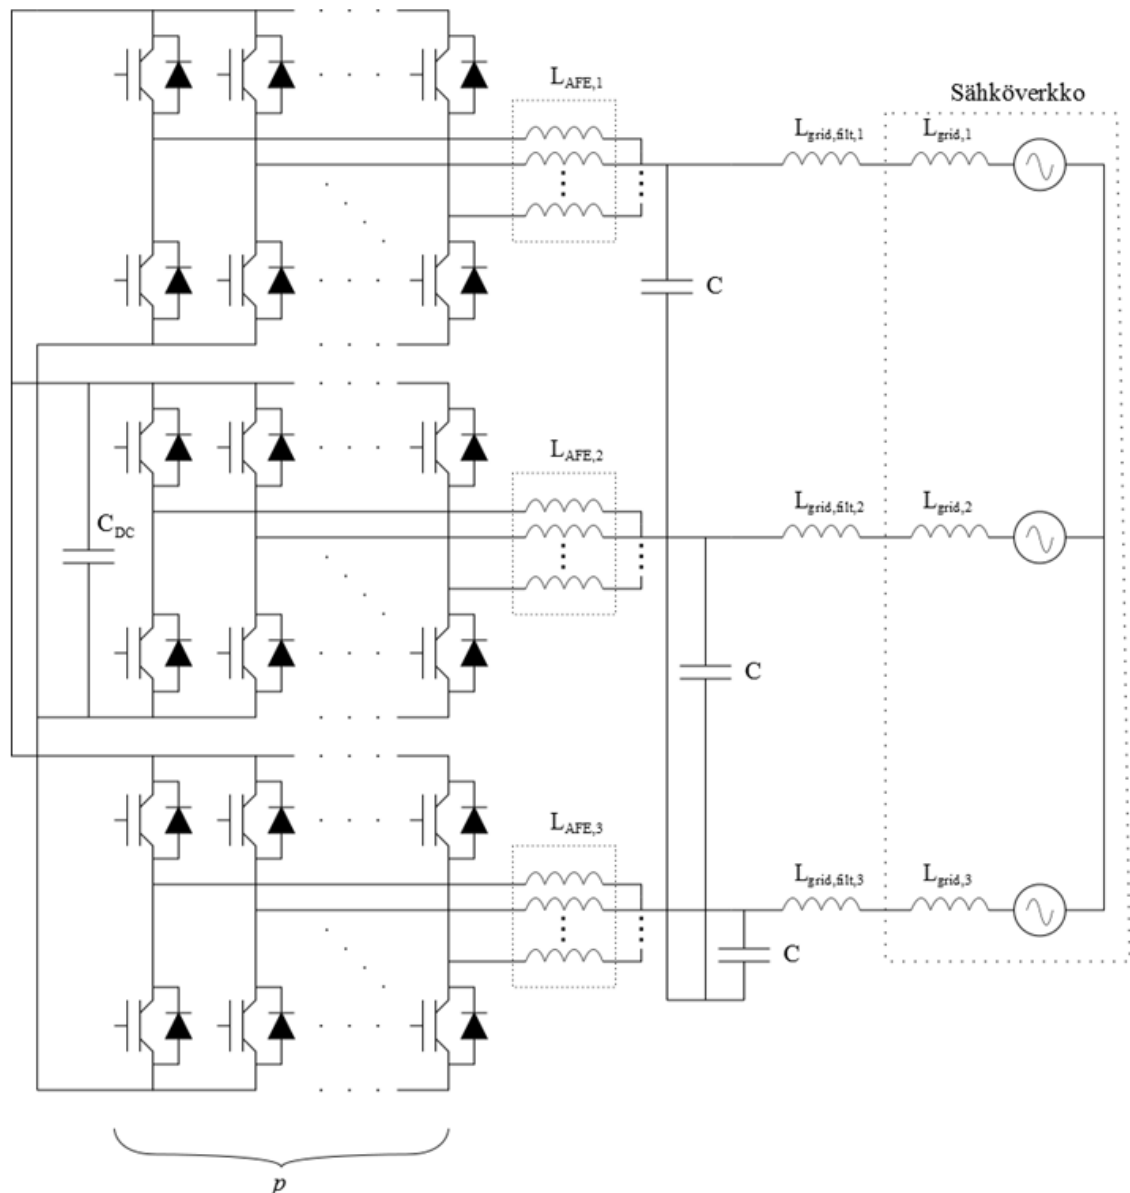 Sähköverkko
L_AFE,1
L_grid,filt,1
L_grid,1
C
L_AFE,2
L_grid,filt,2
L_grid,2
C_DC
C
L_AFE,3
L_grid,filt,3
L_grid,3
C
p